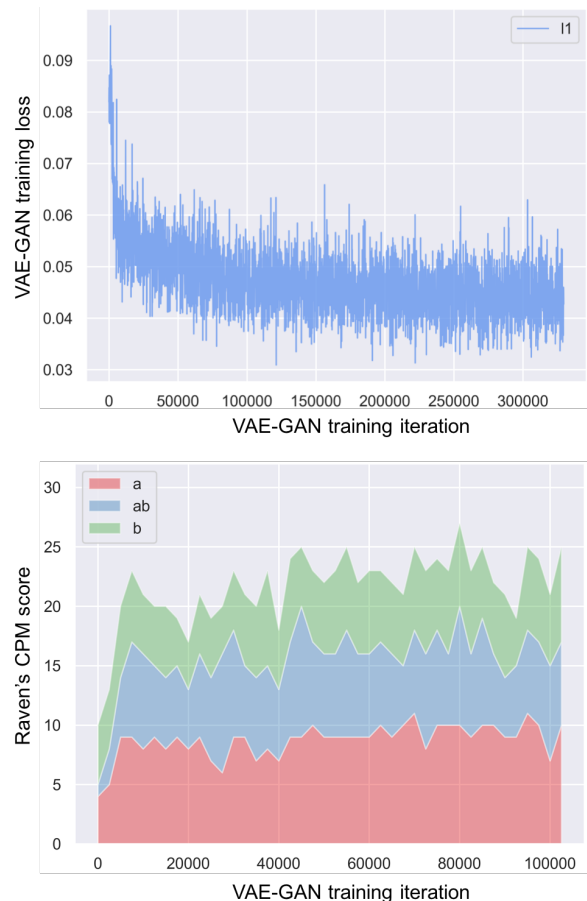 l1
0.09
0.08
0.07
0.06
0.05
0.04
0.03
VAE-GAN training loss
0 50000 100000 150000 200000 250000 300000
VAE-GAN training iteration
a
ab
b
30
25
20
15
10
5
0
Raven's CPM score
0 20000 40000 60000 80000 100000
VAE-GAN training iteration